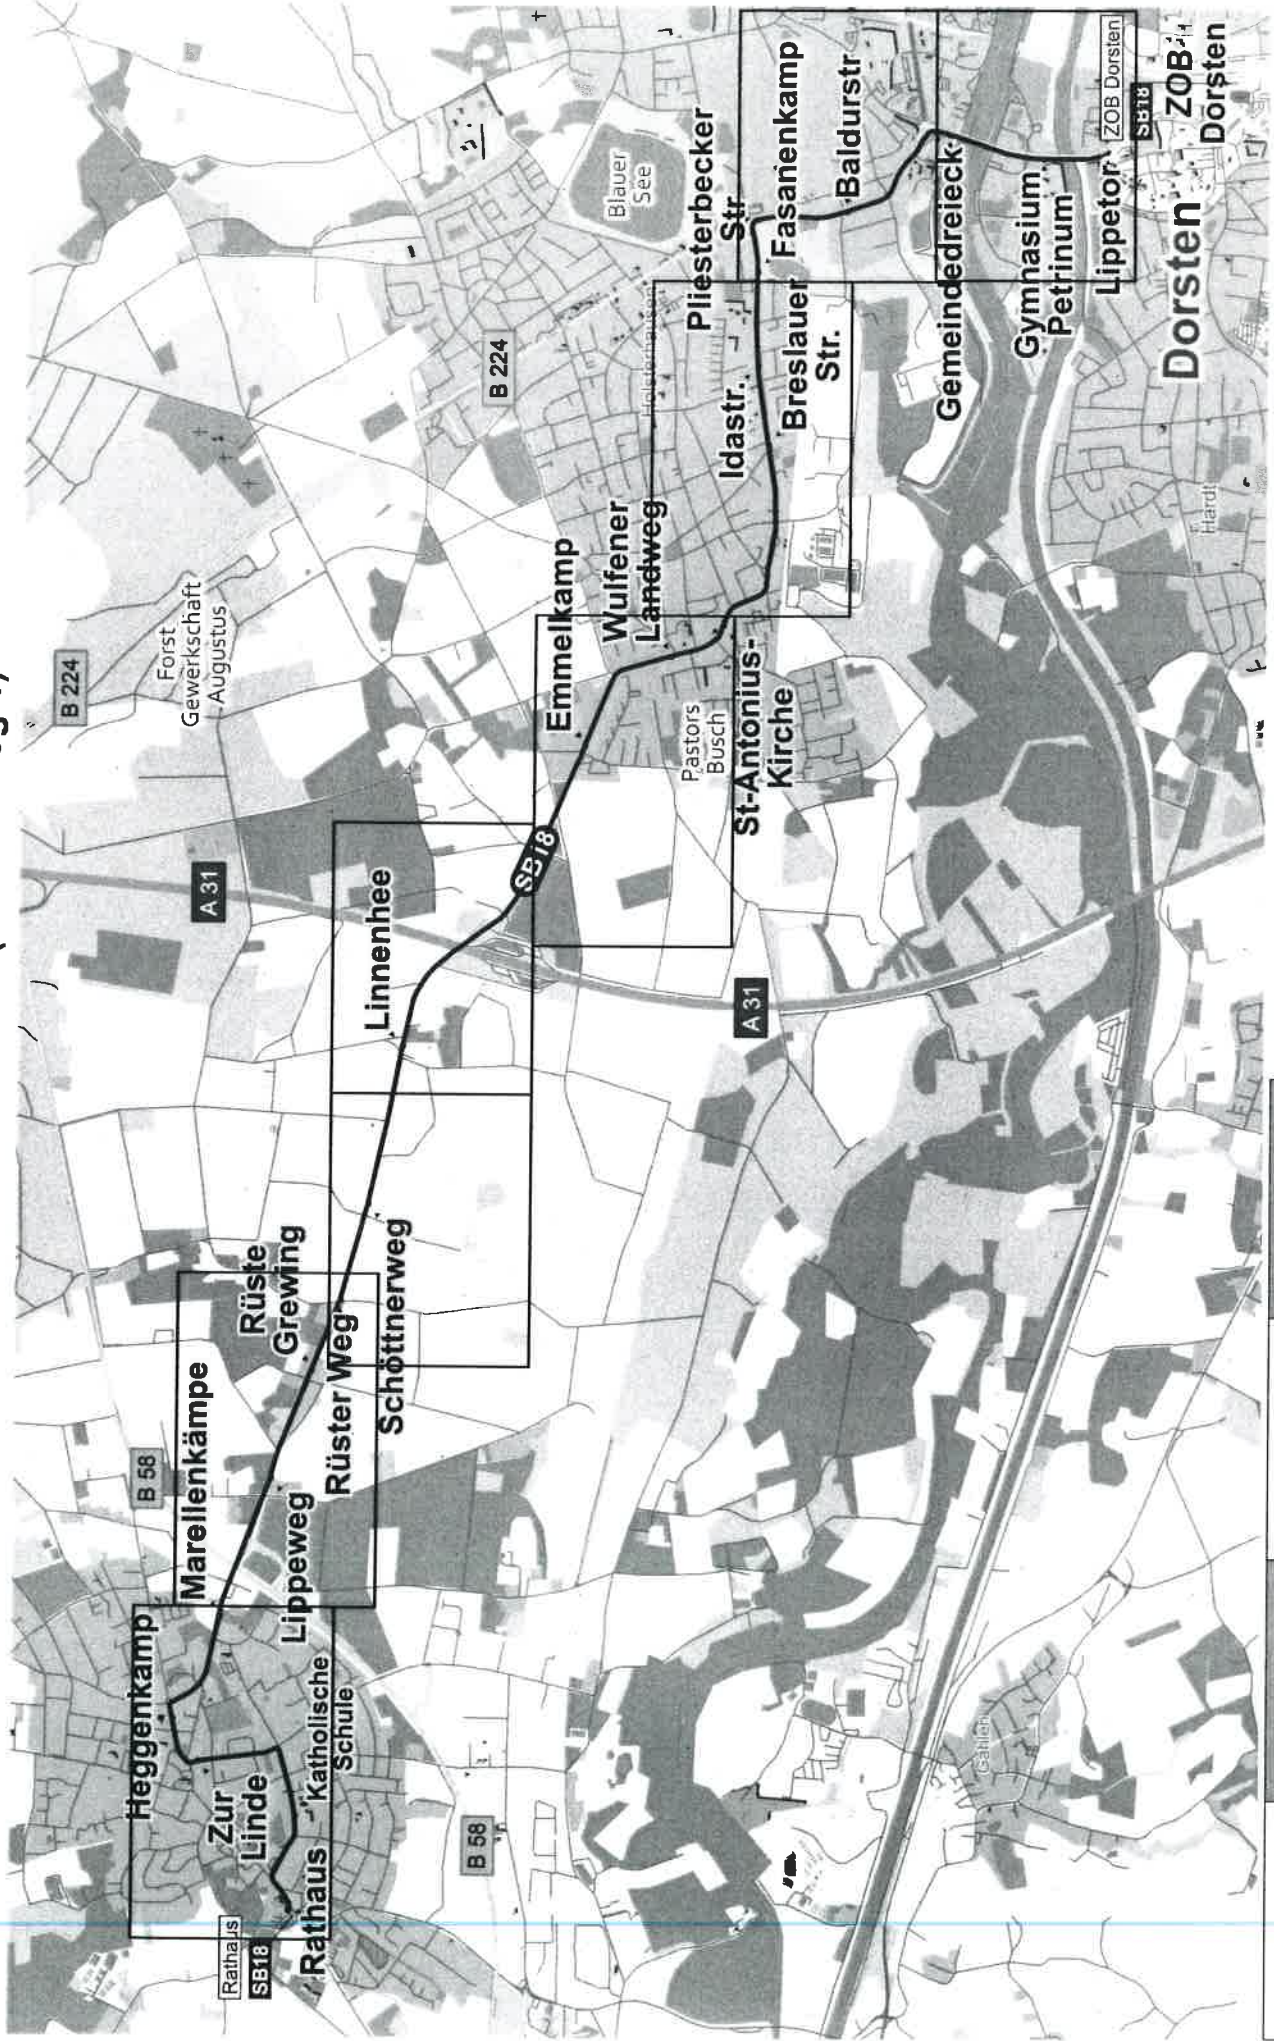 B 224
Forst
Gewerkschaft
Augustus
A 31
B 224
Blauer
See
B 58
Heggenkamp
Marellenkämpe
Rüste
Grewing
Linnenhee
SB18
Emmelkamp
Wulfener
Landweg
Holsterhausen
Pliesterbecker
Str.
Fasanenkamp
Baldurstr.
Idastr.
Breslauer
Str.
Zur
Linde
Lippeweg
Rüster Weg
Schöttnerweg
Katholische
Schule
Rathaus
SB18
Rathaus
Pastors
Busch
St-Antonius-
Kirche
A 31
B 58
Gemeindedreieck
Gymnasium
Petrinum
Lippetor
ZOB Dorsten
SB18
ZOB
Dorsten
Dorsten
Hardt
Gahlen